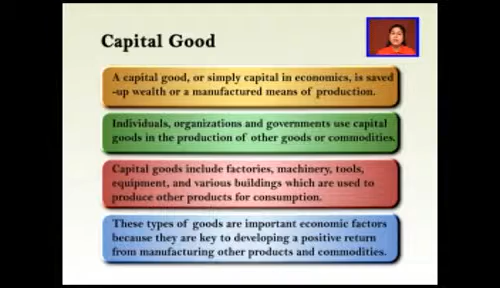 Capital Good
A capital good, or simply capital in economics, is saved
-up wealth or a manufactured means of production.
Individuals, organizations and governments use capital
goods in the production of other goods or commodities.
Capital goods include factories, machinery, tools,
equipment, and various buildings which are used to
produce other products for consumption.
These types of goods are important economic factors
because they are key to developing a positive return
from manufacturing other products and commodities.